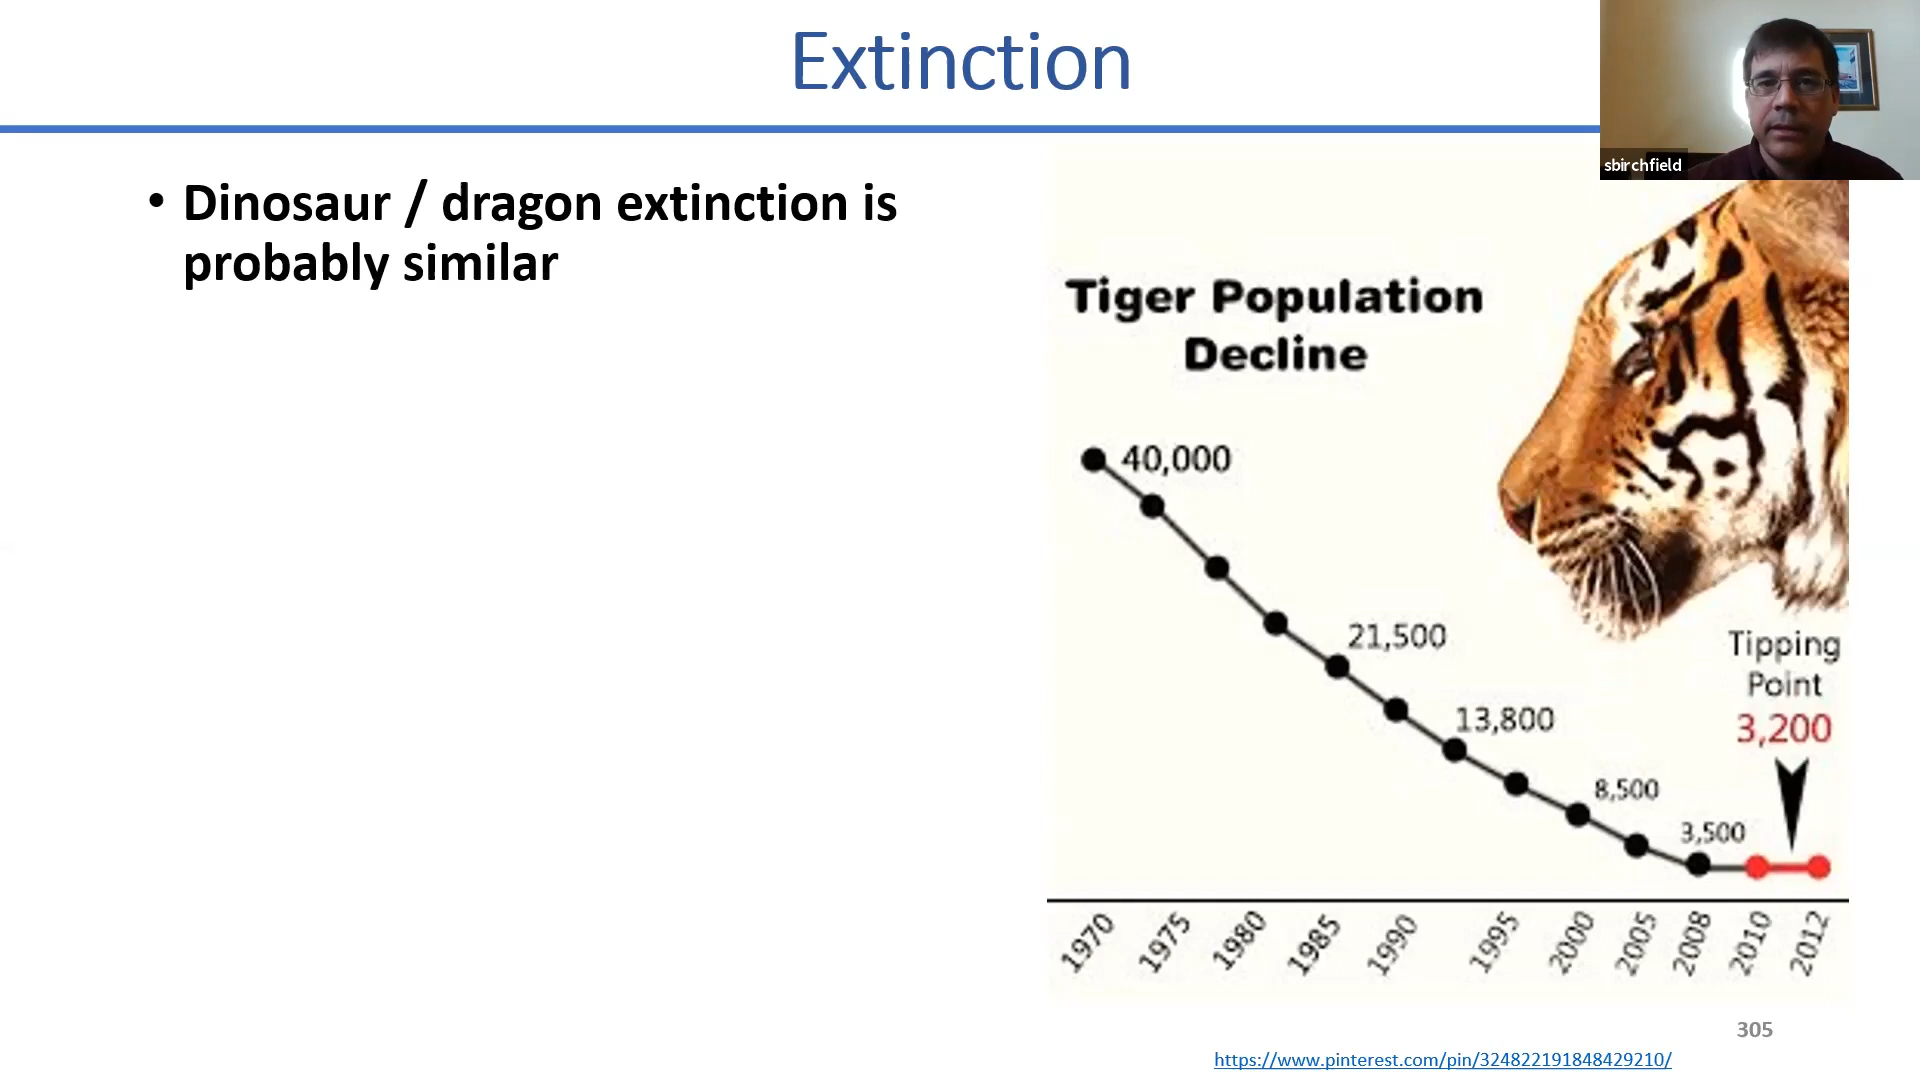 Extinction
sbirchfield
• Dinosaur / dragon extinction is
probably similar
Tiger Population
Decline
40,000
21,500
13,800
8,500
3,500
Tipping
Point
3,200
1970 1975 1980 1985 1990 1995 2000 2005 2008 2010 2012
305
https://www.pinterest.com/pin/324822191848429210/